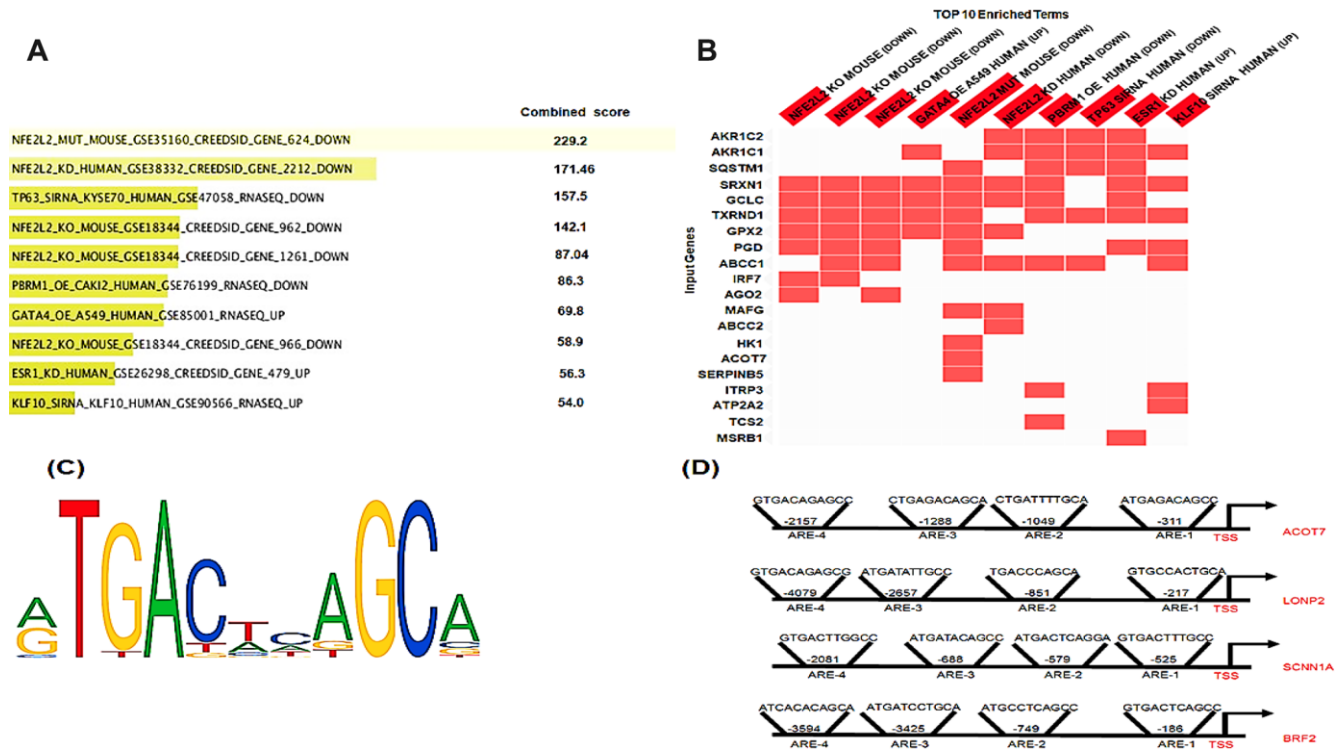 A
Combined score
NFE2L2_MUT_MOUSE_GSE35160_CREEDSID_GENE_624_DOWN 229.2
NFE2L2_KD_HUMAN_GSE38332_CREEDSID_GENE_2212_DOWN 171.46
TP63_SIRNA_KYSE70_HUMAN_GSE47058_RNASEQ_DOWN 157.5
NFE2L2_KO_MOUSE_GSE18344_CREEDSID_GENE_962_DOWN 142.1
NFE2L2_KO_MOUSE_GSE18344_CREEDSID_GENE_1261_DOWN 87.04
PBRM1_OE_CAKI2_HUMAN_GSE76199_RNASEQ_DOWN 86.3
GATA4_OE_A549_HUMAN_GSE85001_RNASEQ_UP 69.8
NFE2L2_KO_MOUSE_GSE18344_CREEDSID_GENE_966_DOWN 58.9
ESR1_KD_HUMAN_GSE26298_CREEDSID_GENE_479_UP 56.3
KLF10_SIRNA_KLF10_HUMAN_GSE90566_RNASEQ_UP 54.0
B
TOP 10 Enriched Terms
NFE2L2 KO MOUSE (DOWN)
NFE2L2 KO MOUSE (DOWN)
NFE2L2 KO MOUSE (DOWN)
GATA4 OE A549 HUMAN (UP)
NFE2L2 MUT MOUSE (DOWN)
NFE2L2 KD HUMAN (DOWN)
PBRM1 OE HUMAN (DOWN)
TP63 SIRNA HUMAN (DOWN)
ESR1 KD HUMAN (UP)
KLF10 SIRNA HUMAN (UP)
Input Genes
AKR1C2
AKR1C1
SQSTM1
SRXN1
GCLC
TXRND1
GPX2
PGD
ABCC1
IRF7
AGO2
MAFG
ABCC2
HK1
ACOT7
SERPINB5
ITRP3
ATP2A2
TCS2
MSRB1
(C)
A TGAC T C AGC A
G
(D)
GTGACAGAGCC CTGAGACAGCA CTGATTTTGCA ATGAGACAGCC
-2157 -1288 -1049 -311
ARE-4 ARE-3 ARE-2 ARE-1 TSS ACOT7
GTGACAGAGCG ATGATATTGCC TGACCCAGCA GTGCCACTGCA
-4079 -2657 -851 -217
ARE-4 ARE-3 ARE-2 ARE-1 TSS LONP2
GTGACTTGGCC ATGATACAGCC ATGACTCAGGA GTGACTTTGCC
-2081 -688 -579 -525
ARE-4 ARE-3 ARE-2 ARE-1 TSS SCNN1A
ATCACACAGCA ATGATCCTGCA ATGCCTCAGCC GTGACTCAGCC
-3594 -3425 -749 -186
ARE-4 ARE-3 ARE-2 ARE-1 TSS BRF2